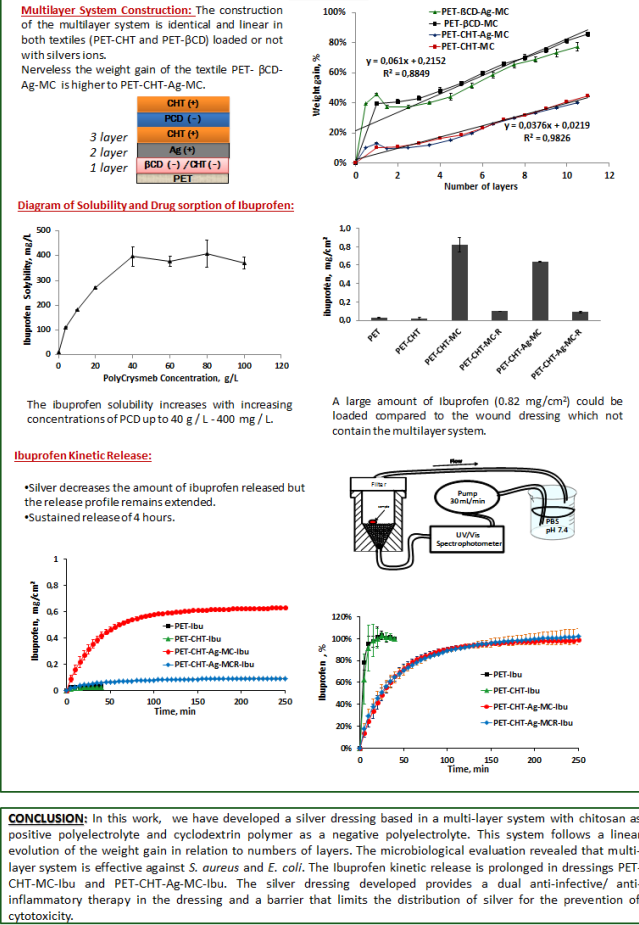 Multilayer System Construction: The construction
of the multilayer system is identical and linear in
both textiles (PET-CHT and PET-βCD) loaded or not
with silvers ions.
Nerveless the weight gain of the textile PET- βCD-
Ag-MC is higher to PET-CHT-Ag-MC.
CHT (+)
PCD (−)
3 layer CHT (+)
2 layer Ag (+)
1 layer βCD (−) /CHT (−)
PET
PET-βCD-Ag-MC
PET-βCD-MC
PET-CHT-Ag-MC
PET-CHT-MC
100%
80%
60%
40%
20%
0%
Weight gain, %
y = 0,061x + 0,2152
R² = 0,8849
y = 0,0376x + 0,0219
R² = 0,9826
0 2 4 6 8 10 12
Number of layers
Diagram of Solubility and Drug sorption of Ibuprofen:
500
400
300
200
100
0
Ibuprofen Solybility, mg/L
0 20 40 60 80 100 120
PolyCrysmeb Concentration, g/L
1,0
0,8
0,6
0,4
0,2
0,0
ibuprofén, mg/cm²
PET
PET-CHT
PET-CHT-MC
PET-CHT-MC-R
PET-CHT-Ag-MC
PET-CHT-Ag-MC-R
The ibuprofen solubility increases with increasing
concentrations of PCD up to 40 g / L - 400 mg / L.
A large amount of Ibuprofen (0.82 mg/cm²) could be
loaded compared to the wound dressing which not
contain the multilayer system.
Ibuprofen Kinetic Release:
•Silver decreases the amount of ibuprofen released but
the release profile remains extended.
•Sustained release of 4 hours.
Flow
Filter
Pump
30mL/min
UV/Vis
Spectrophotometer
PBS
pH 7.4
1
0,8
0,6
0,4
0,2
0
Ibuprofen, mg/cm²
PET-Ibu
PET-CHT-Ibu
PET-CHT-Ag-MC-Ibu
PET-CHT-Ag-MCR-Ibu
0 50 100 150 200 250
Time, min
120%
100%
80%
60%
40%
20%
0%
Ibuprofen , %
PET-Ibu
PET-CHT-Ibu
PET-CHT-Ag-MC-Ibu
PET-CHT-Ag-MCR-Ibu
0 50 100 150 200 250
Time, min
CONCLUSION: In this work, we have developed a silver dressing based in a multi-layer system with chitosan as
positive polyelectrolyte and cyclodextrin polymer as a negative polyelectrolyte. This system follows a linear
evolution of the weight gain in relation to numbers of layers. The microbiological evaluation revealed that multi-
layer system is effective against S. aureus and E. coli. The Ibuprofen kinetic release is prolonged in dressings PET-
CHT-MC-Ibu and PET-CHT-Ag-MC-Ibu. The silver dressing developed provides a dual anti-infective/ anti-
inflammatory therapy in the dressing and a barrier that limits the distribution of silver for the prevention of
cytotoxicity.